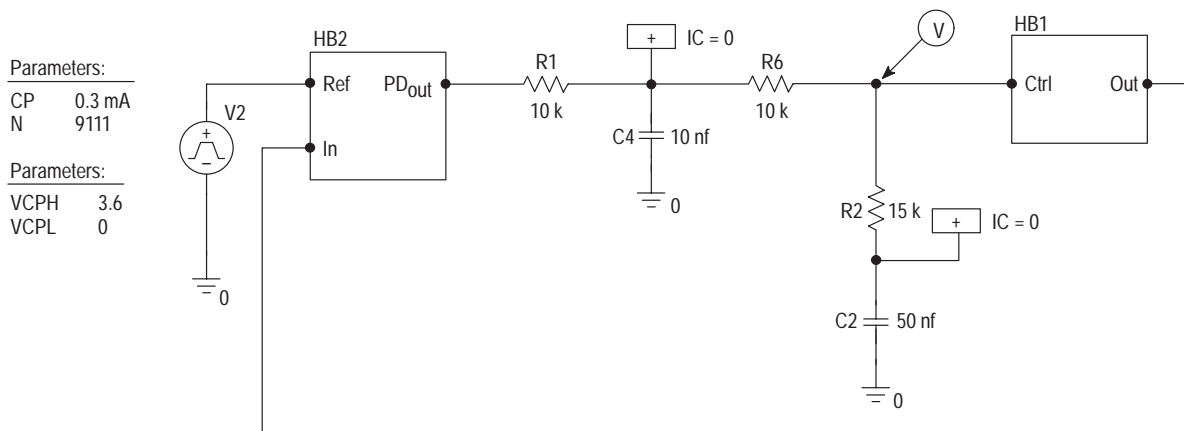 Parameters:
CP 0.3 mA
N 9111
Parameters:
VCPH 3.6
VCPL 0
V2
+
−
0
HB2
Ref
PDout
In
R1
10 k
+
IC = 0
C4
10 nf
0
R6
10 k
V
HB1
Ctrl
Out
R2
15 k
+
IC = 0
C2
50 nf
0